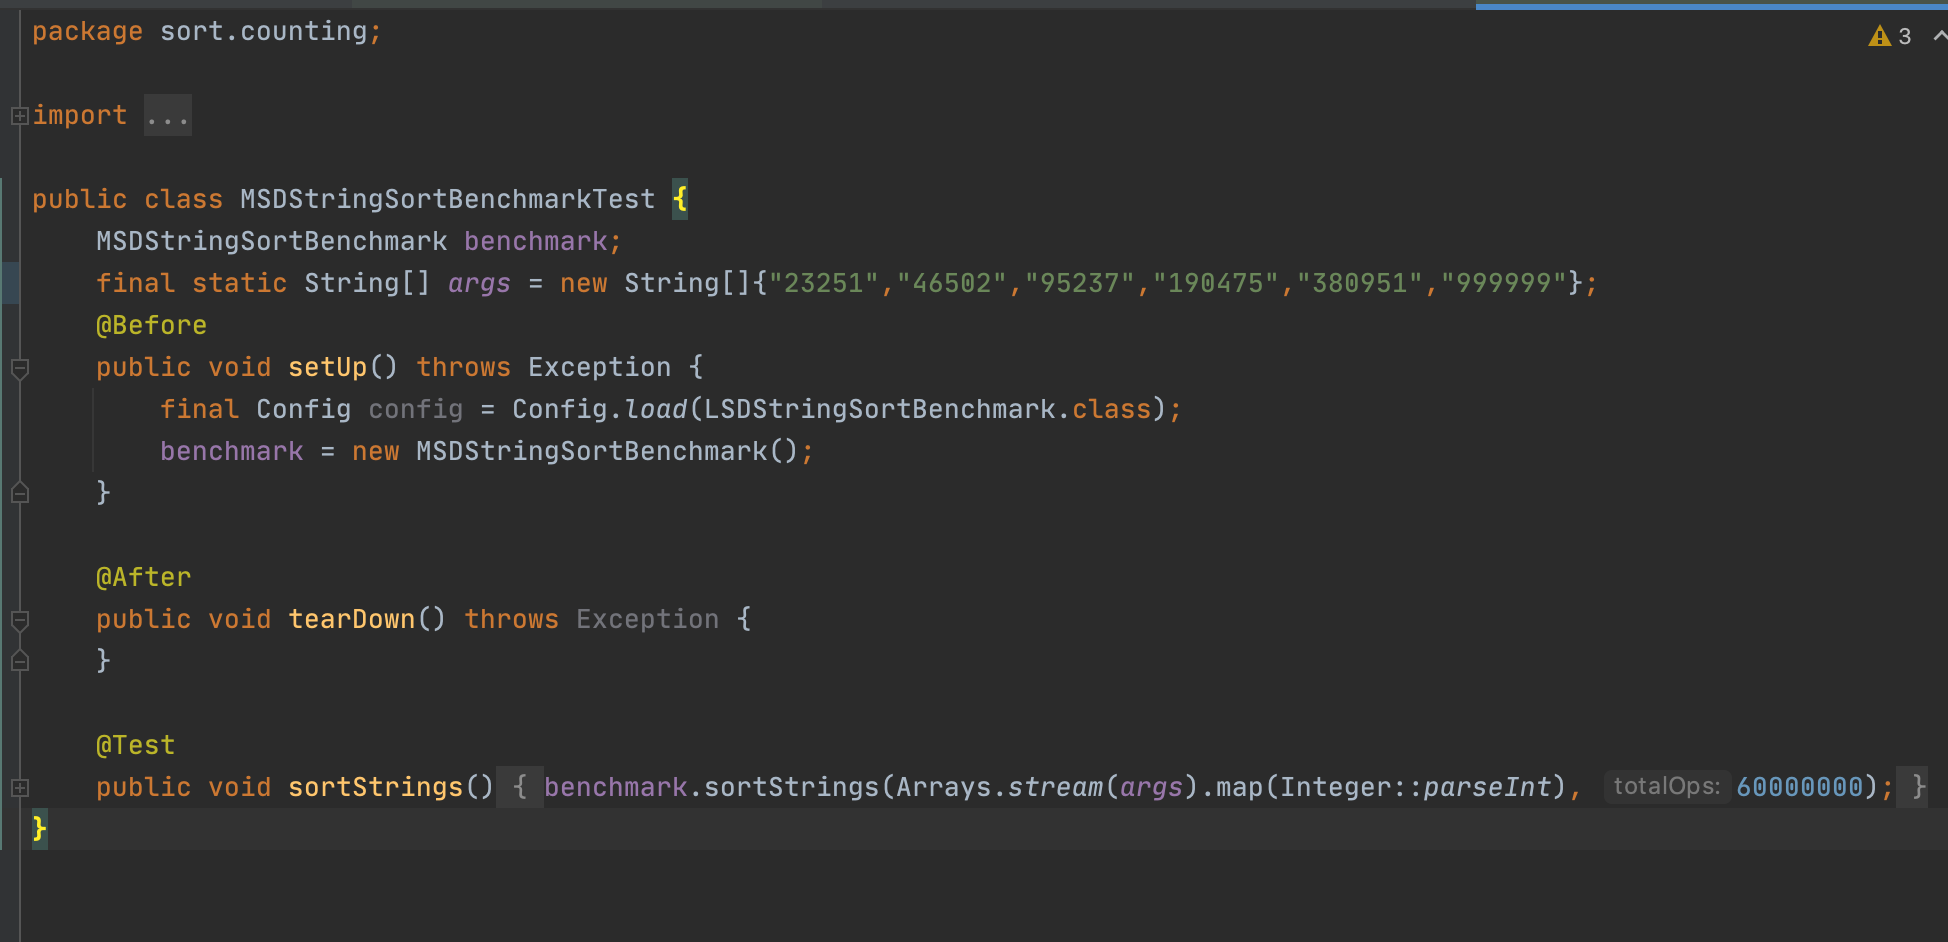 package sort.counting;
3
import ...
public class MSDStringSortBenchmarkTest {
MSDStringSortBenchmark benchmark;
final static String[] args = new String[]{"23251","46502","95237","190475","380951","999999"};
@Before
public void setUp() throws Exception {
final Config config = Config.load(LSDStringSortBenchmark.class);
benchmark = new MSDStringSortBenchmark();
}
@After
public void tearDown() throws Exception {
}
@Test
public void sortStrings() { benchmark.sortStrings(Arrays.stream(args).map(Integer::parseInt), totalOps: 60000000); }
}